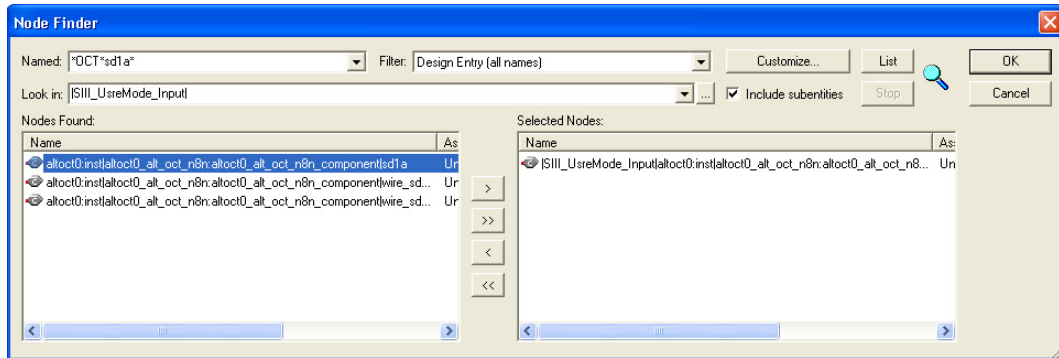 Node Finder
Named: *OCT*sd1a* Filter: Design Entry (all names) Customize... List OK
Look in: |SIII_UsreMode_Input| ... Include subentities Stop Cancel
Nodes Found: Selected Nodes:
Name As Name As:
altoct0:inst|altoct0_alt_oct_n8n:altoct0_alt_oct_n8n_component|sd1a Ur |SIII_UsreMode_Input|altoct0:inst|altoct0_alt_oct_n8n:altoct0_alt_oct_n8... Un
altoct0:inst|altoct0_alt_oct_n8n:altoct0_alt_oct_n8n_component|wire_sd... Ur
altoct0:inst|altoct0_alt_oct_n8n:altoct0_alt_oct_n8n_component|wire_sd... Ur
>
>>
<
<<